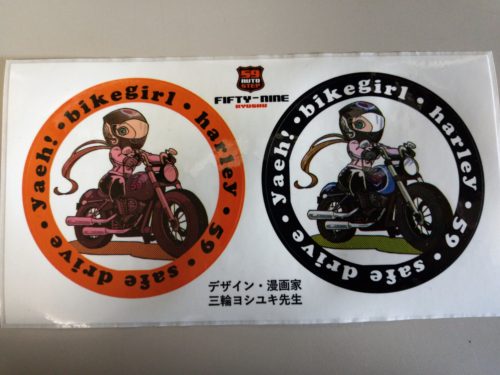 59
AUTO
STEP
FIFTY-NINE
KYUSHU
yaeh! • bikegirl • harley • 59 • safe drive •
yaeh! • bikegirl • harley • 59 • safe drive •
デザイン・漫画家
三輪ヨシユキ先生